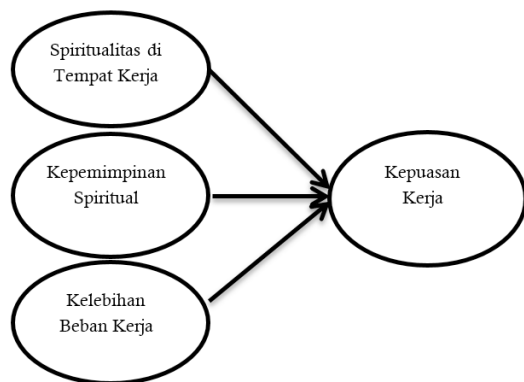 Spiritualitas di
Tempat Kerja
Kepemimpinan
Spiritual
Kepuasan
Kerja
Kelebihan
Beban Kerja